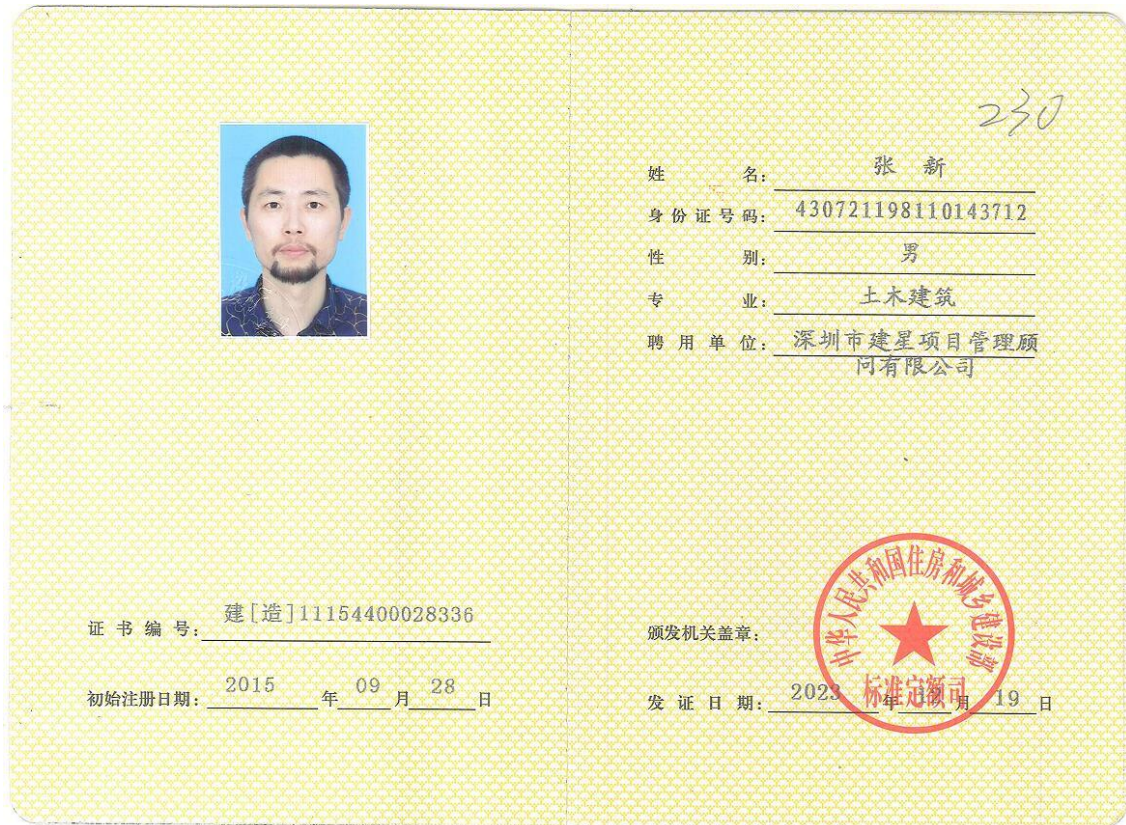 230
姓 名: 张 新
身份证号码: 430721198110143712
性 别: 男
专 业: 土木建筑
聘用单位: 深圳市建星项目管理顾
问有限公司
证书编号: 建[造]11154400028336
初始注册日期: 2015 年 09 月 28 日
颁发机关盖章:
中华人民共和国住房和城乡建设部
标准定额司
发证日期: 2023 年 12 月 19 日